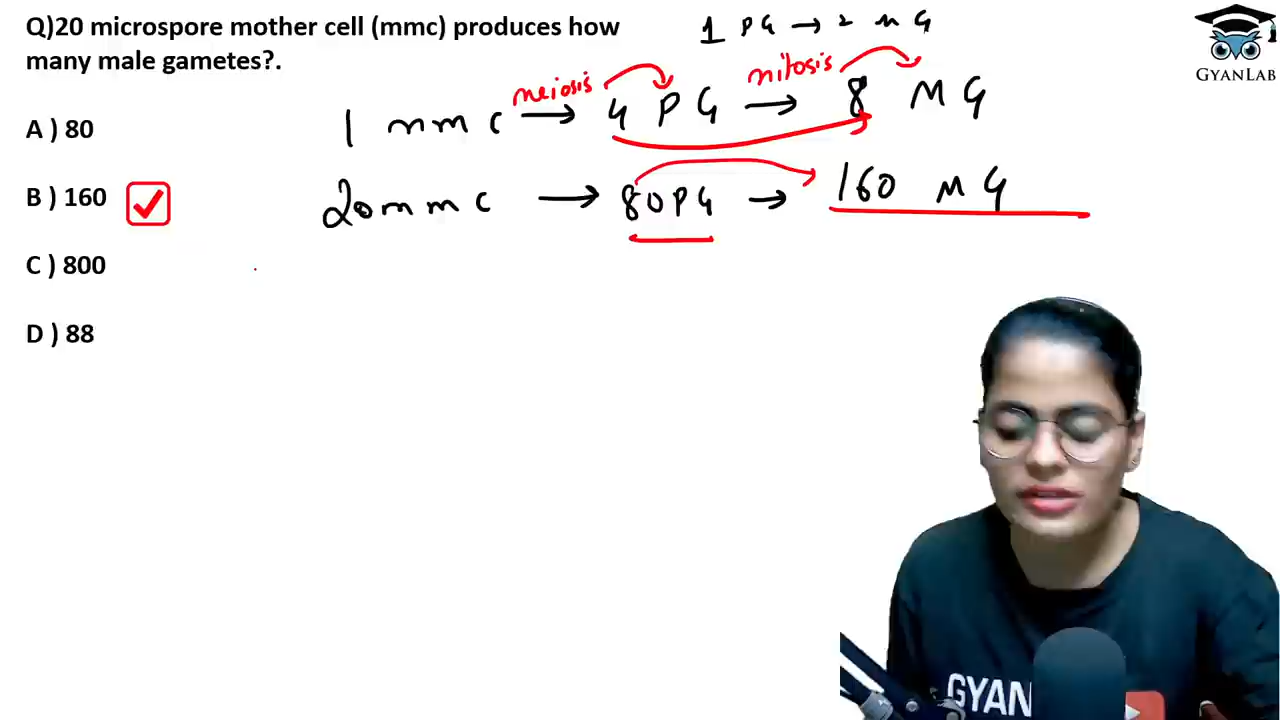 Q)20 microspore mother cell (mmc) produces how
many male gametes?.
1 PG → 2 MG
GYANLAB
meiosis
mitosis
1 mmc → 4 PG → 8 MG
A ) 80
20mmc → 80PG → 160 MG
B ) 160
C ) 800
D ) 88
GYAN